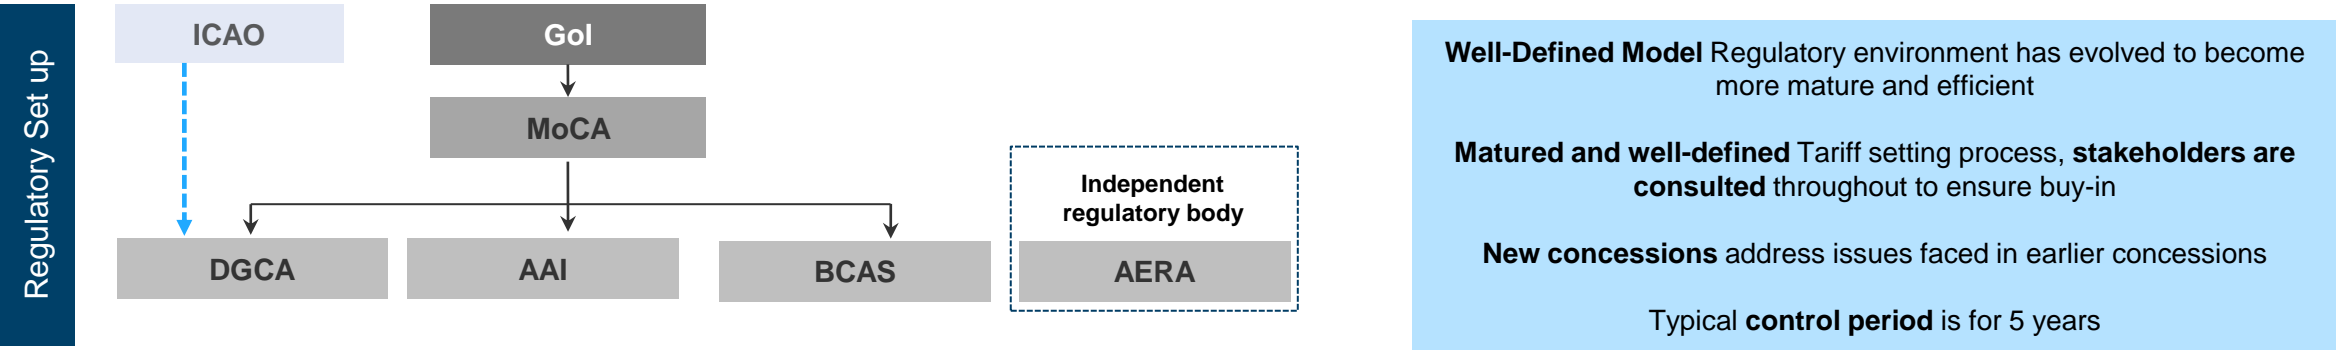 Regulatory Set up
ICAO
GoI
MoCA
DGCA
AAI
BCAS
Independent
regulatory body
AERA
Well-Defined Model Regulatory environment has evolved to become
more mature and efficient
Matured and well-defined Tariff setting process, stakeholders are
consulted throughout to ensure buy-in
New concessions address issues faced in earlier concessions
Typical control period is for 5 years